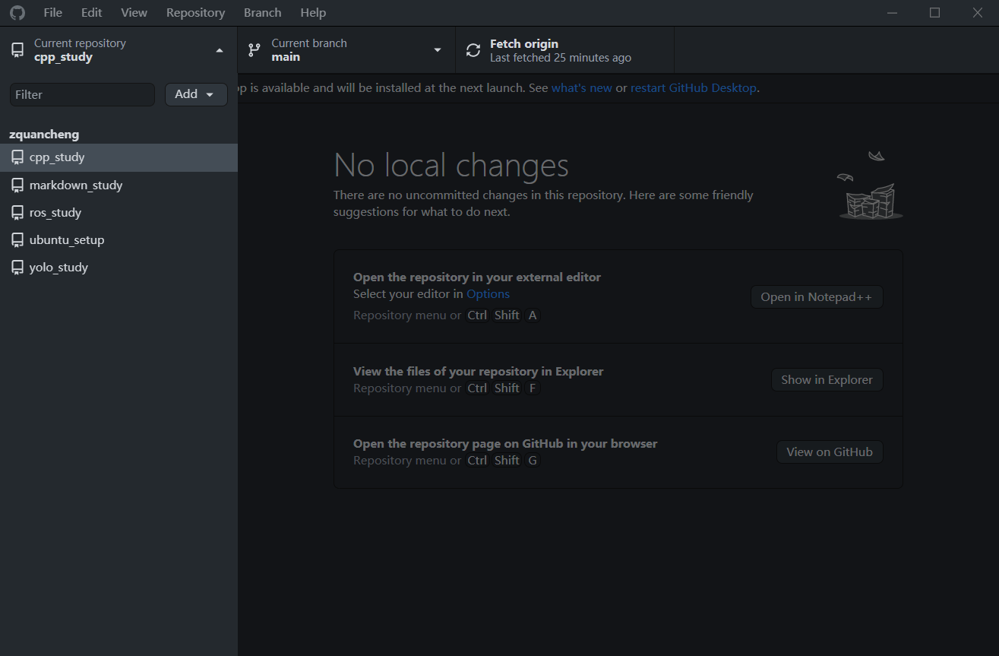 File Edit View Repository Branch Help
Current repository
cpp_study
Current branch
main
Fetch origin
Last fetched 25 minutes ago
Filter
Add
is available and will be installed at the next launch. See what's new or restart GitHub Desktop.
zquancheng
cpp_study
markdown_study
ros_study
ubuntu_setup
yolo_study
No local changes
There are no uncommitted changes in this repository. Here are some friendly
suggestions for what to do next.
Open the repository in your external editor
Select your editor in Options
Repository menu or Ctrl Shift A
Open in Notepad++
View the files of your repository in Explorer
Repository menu or Ctrl Shift F
Show in Explorer
Open the repository page on GitHub in your browser
Repository menu or Ctrl Shift G
View on GitHub